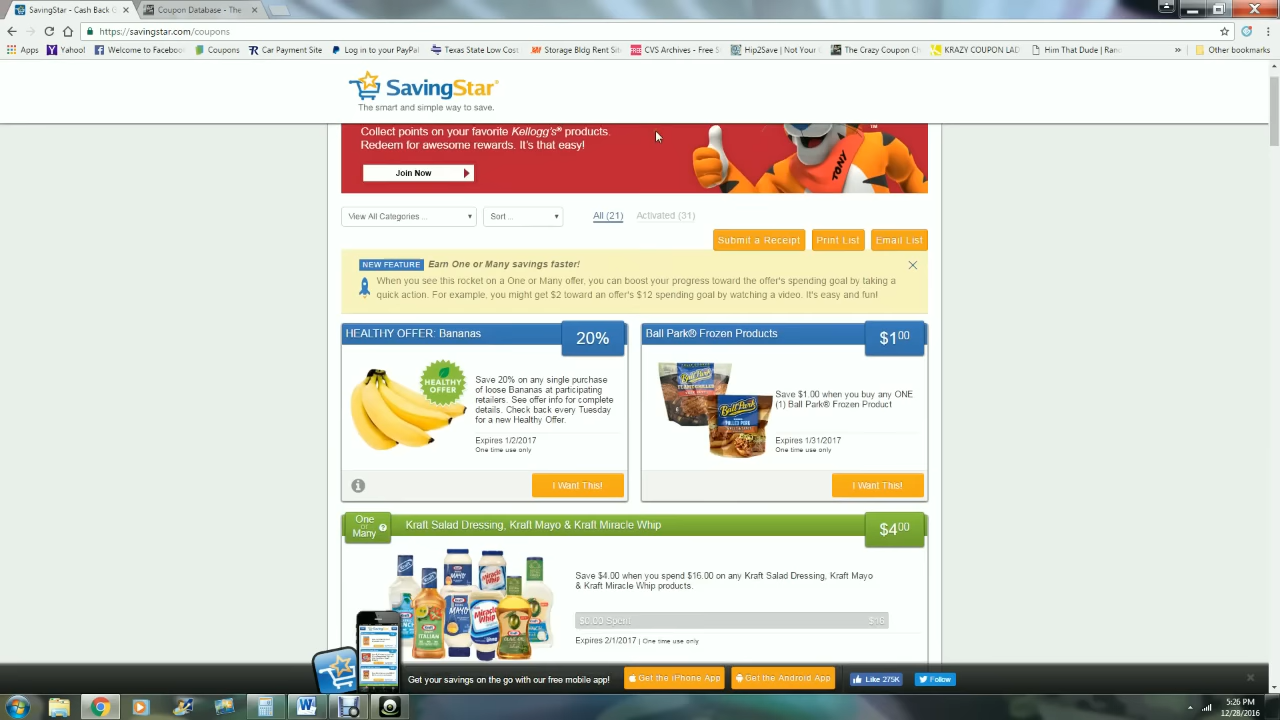 SavingStar - Cash Back
Coupon Database - The
https://savingstar.com/coupons
Apps
Yahoo!
Welcome to Facebook
Coupons
Car Payment Site
Log in to your PayPal
Texas State Low Cost
Storage Bldg Rent Site
CVS Archives - Free S
Hip2Save | Not Your
The Crazy Coupon Ch
KRAZY COUPON LAD
Him That Dude | Ran
Other bookmarks
SavingStar
The smart and simple way to save.
Collect points on your favorite Kellogg's® products.
Redeem for awesome rewards. It's that easy!
Join Now
TONY
View All Categories ...
Sort ...
All (21)
Activated (31)
Submit a Receipt
Print List
Email List
NEW FEATURE Earn One or Many savings faster!
When you see this rocket on a One or Many offer, you can boost your progress toward the offer's spending goal by taking a
quick action. For example, you might get $2 toward an offer's $12 spending goal by watching a video. It's easy and fun!
HEALTHY OFFER: Bananas
20%
HEALTHY
OFFER
Save 20% on any single purchase
of loose Bananas at participating
retailers. See offer info for complete
details. Check back every Tuesday
for a new Healthy Offer.
Expires 1/2/2017
One time use only
I Want This!
Ball Park® Frozen Products
$1.00
Ball Park
Ball Park
Save $1.00 when you buy any ONE
(1) Ball Park® Frozen Product
Expires 1/31/2017
One time use only
I Want This!
One
or
Many
Kraft Salad Dressing, Kraft Mayo & Kraft Miracle Whip
$4.00
MAYO
Miracle Whip
MAYO
Miracle Whip
ITALIAN
Save $4.00 when you spend $16.00 on any Kraft Salad Dressing, Kraft Mayo
& Kraft Miracle Whip products.
$0.00 Spent
$16
Expires 2/1/2017 | One time use only
Get your savings on the go with our free mobile app!
Get the iPhone App
Get the Android App
Like 275K
Follow
5:26 PM
12/28/2016